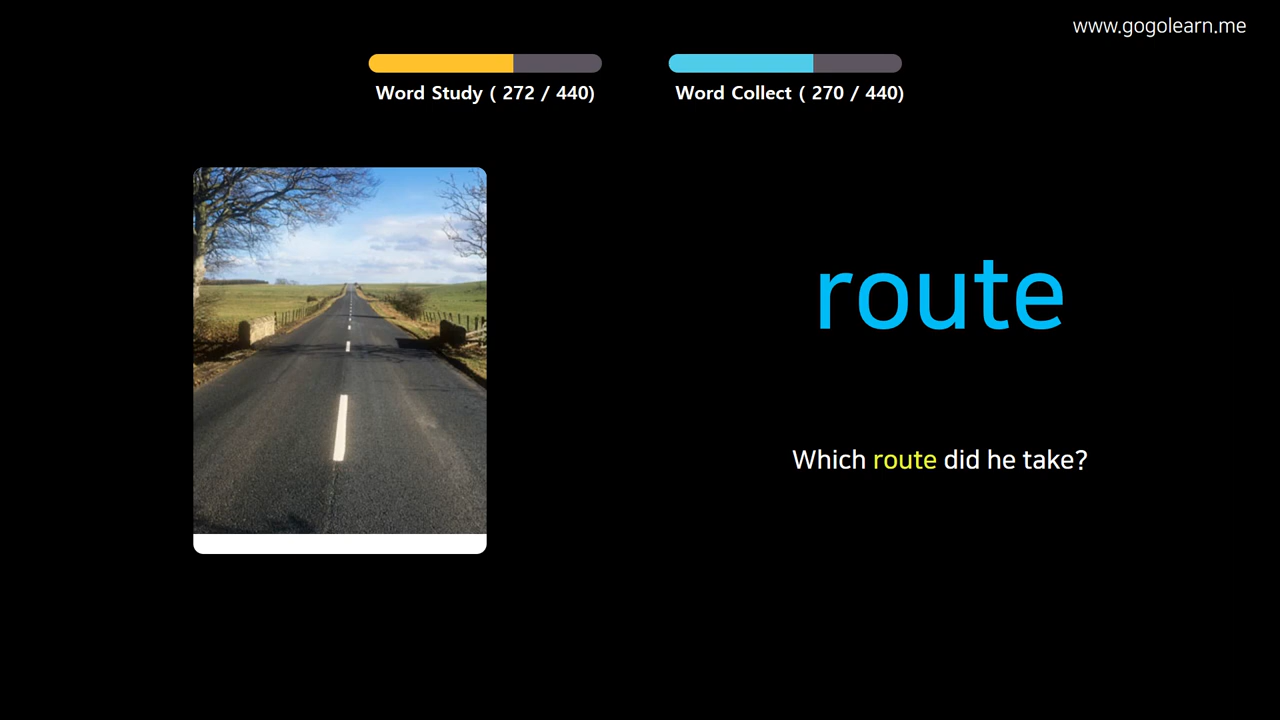 www.gogolearn.me
Word Study ( 272 / 440)
Word Collect ( 270 / 440)
route
Which route did he take?